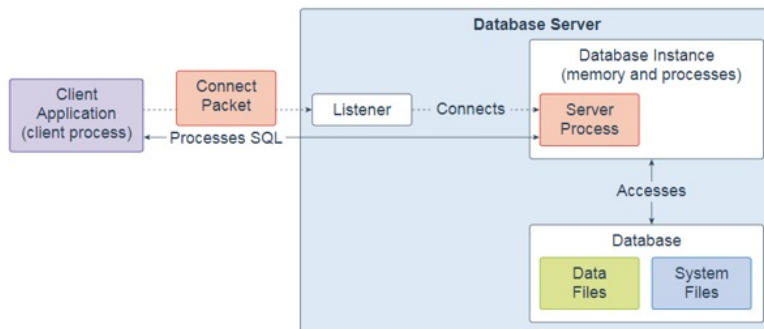 Database Server
Database Instance
(memory and processes)
Client
Application
(client process)
Connect
Packet
Listener
Connects
Server
Process
Processes SQL
Accesses
Database
Data
Files
System
Files